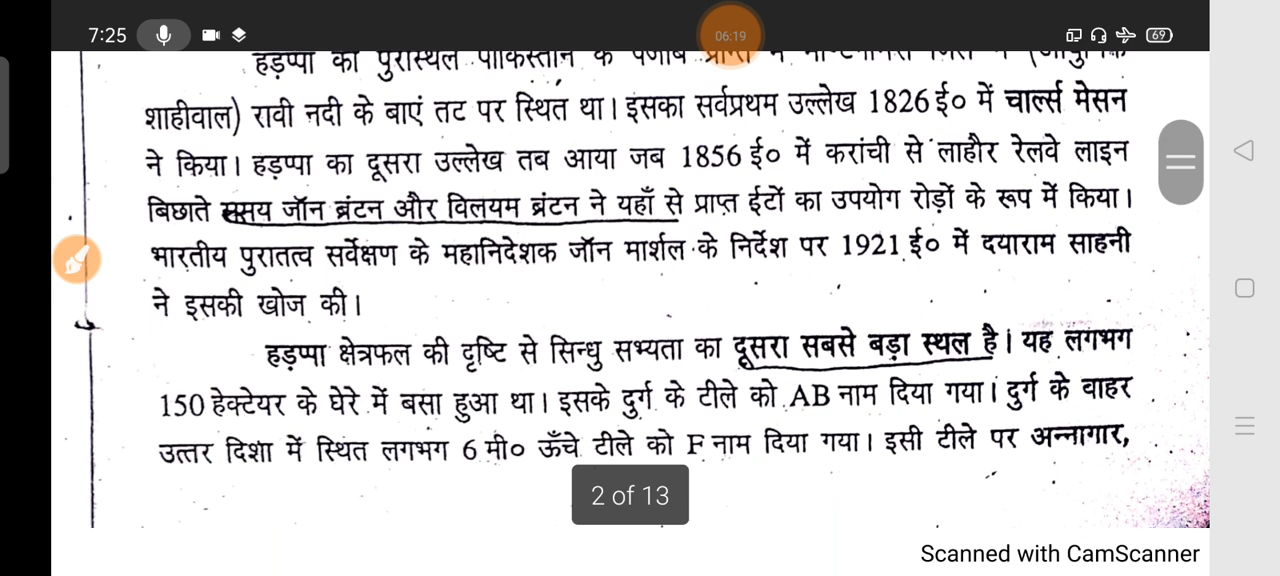 7:25
06:19
69
हड़प्पा का पुरास्थल पाकिस्तान के पंजाब प्रान्त
शाहीवाल) रावी नदी के बाएं तट पर स्थित था। इसका सर्वप्रथम उल्लेख 1826 ई० में चार्ल्स मेसन
ने किया। हड़प्पा का दूसरा उल्लेख तब आया जब 1856 ई० में करांची से लाहौर रेलवे लाइन
बिछाते समय जॉन ब्रंटन और विलयम ब्रंटन ने यहाँ से प्राप्त ईटों का उपयोग रोड़ों के रूप में किया।
भारतीय पुरातत्व सर्वेक्षण के महानिदेशक जॉन मार्शल के निर्देश पर 1921 ई० में दयाराम साहनी
ने इसकी खोज की।
हड़प्पा क्षेत्रफल की दृष्टि से सिन्धु सभ्यता का दूसरा सबसे बड़ा स्थल है। यह लगभग
150 हेक्टेयर के घेरे में बसा हुआ था। इसके दुर्ग के टीले को AB नाम दिया गया। दुर्ग के वाहर
उत्तर दिशा में स्थित लगभग 6 मी० ऊँचे टीले को F नाम दिया गया। इसी टीले पर अन्नागार,
2 of 13
Scanned with CamScanner